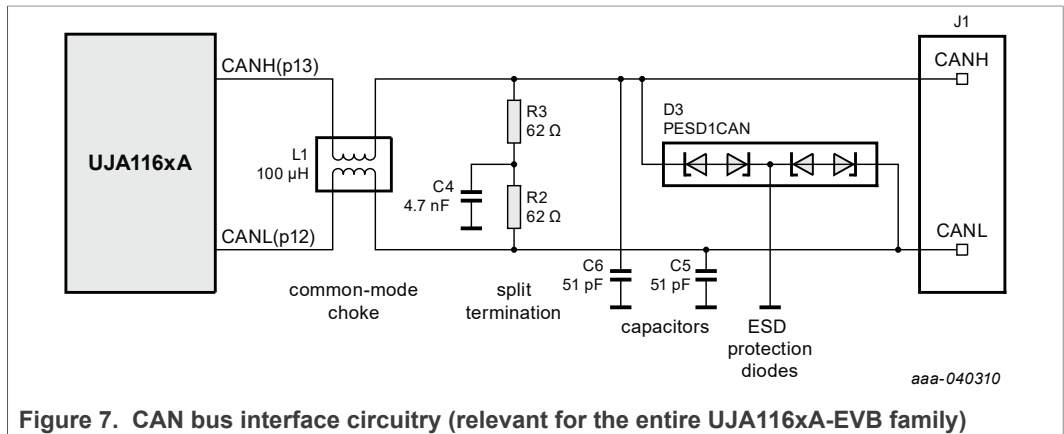 J1
CANH(p13)
CANH
R3
62 Ω
D3
PESD1CAN
UJA116xA
L1
100 μH
C4
4.7 nF
R2
62 Ω
CANL(p12)
CANL
C6
51 pF
C5
51 pF
common-mode
choke
split
termination
capacitors
ESD
protection
diodes
aaa-040310
Figure 7. CAN bus interface circuitry (relevant for the entire UJA116xA-EVB family)